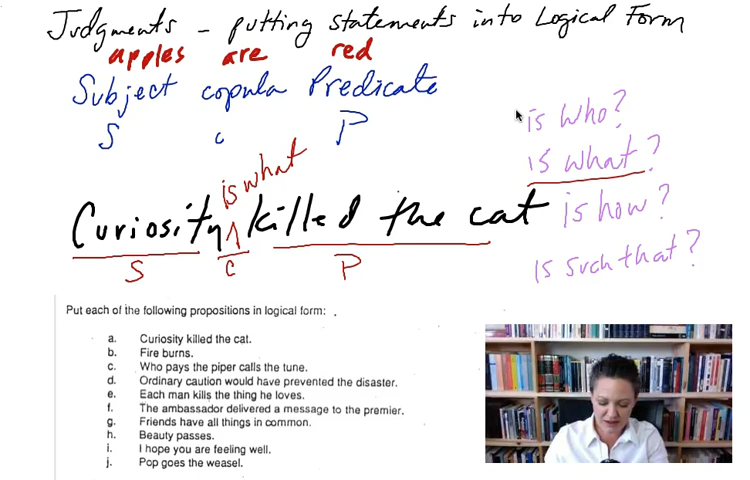 Judgments - putting statements into Logical Form
apples are red
Subject copula Predicate
S c P
is who?
is what?
is what
Curiosity killed the cat
is how?
S c P
Is such that?
Put each of the following propositions in logical form:
a. Curiosity killed the cat.
b. Fire burns.
c. Who pays the piper calls the tune.
d. Ordinary caution would have prevented the disaster.
e. Each man kills the thing he loves.
f. The ambassador delivered a message to the premier.
g. Friends have all things in common.
h. Beauty passes.
i. I hope you are feeling well.
j. Pop goes the weasel.